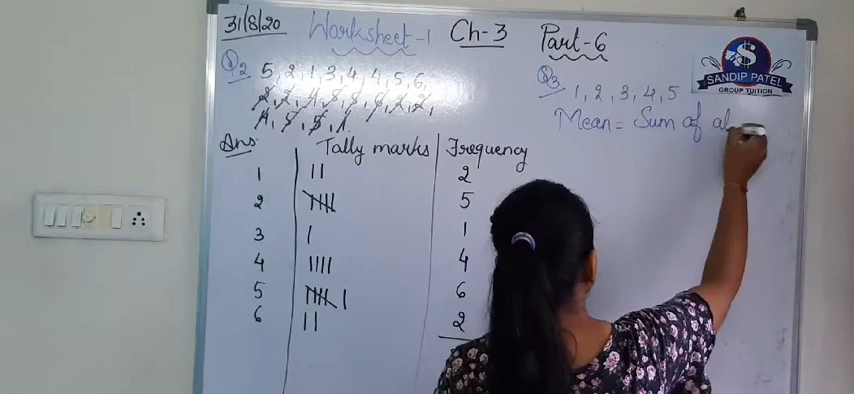 31/8/20 Worksheet-1 Ch-3 Part-6
Q2 5, 2, 1, 3, 4, 4, 5, 6,
2, 2,
Ans Tally marks Frequency
1 || 2
2 5
3 | 1
4 |||| 4
5 6
6 || 2
Q3 1, 2, 3, 4, 5
Mean = Sum of al
$
SANDIP PATEL
GROUP TUITION